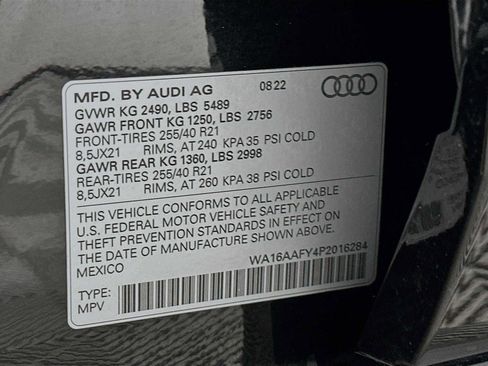 MFD. BY AUDI AG 08.22
GVWR KG 2490, LBS 5489
GAWR FRONT KG 1250, LBS 2756
FRONT-TIRES 255/40 R21
8,5JX21 RIMS, AT 240 KPA 35 PSI COLD
GAWR REAR KG 1360, LBS 2998
REAR-TIRES 255/40 R21
8,5JX21 RIMS, AT 260 KPA 38 PSI COLD
THIS VEHICLE CONFORMS TO ALL APPLICABLE
U.S. FEDERAL MOTOR VEHICLE SAFETY AND
THEFT PREVENTION STANDARDS IN EFFECT ON
THE DATE OF MANUFACTURE SHOWN ABOVE.
MEXICO WA16AAFY4P2016284
TYPE:
MPV